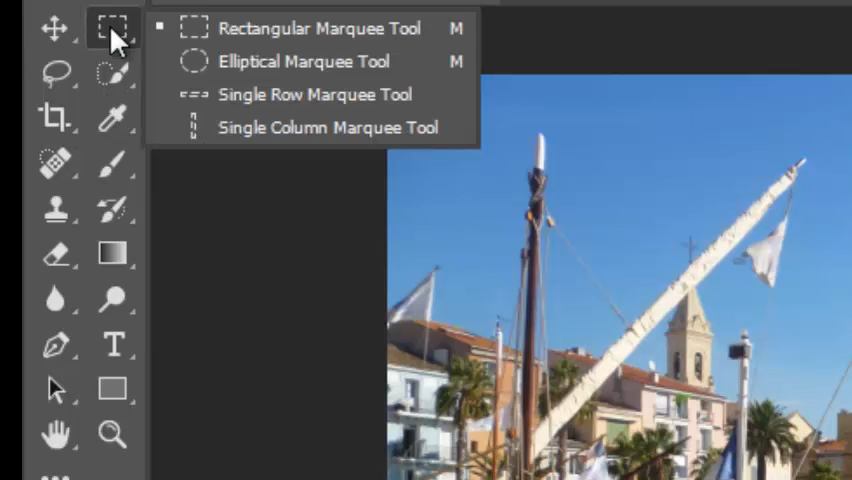 Rectangular Marquee Tool M
Elliptical Marquee Tool M
Single Row Marquee Tool
Single Column Marquee Tool
T